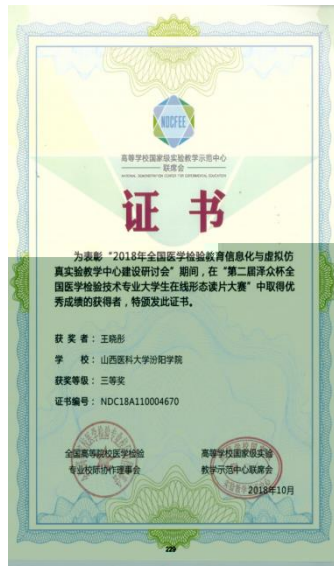 NDCFEE
高等学校国家级实验教学示范中心
联席会
NATIONAL DEMONSTRATION CENTER FOR EXPERIMENTAL EDUCATION
证 书
为表彰“2018年全国医学检验教育信息化与虚拟仿
真实验教学中心建设研讨会”期间，在“第二届泽众杯全
国医学检验技术专业大学生在线形态读片大赛”中取得优
秀成绩的获得者，特颁发此证书。
获 奖 者：王晓彤
学 校：山西医科大学汾阳学院
获奖等级：三等奖
证书编号：NDC18A110004670
全国高等院校医学检验 高等学校国家级实验
专业校际协作理事会 教学示范中心联席会
2018年10月
229